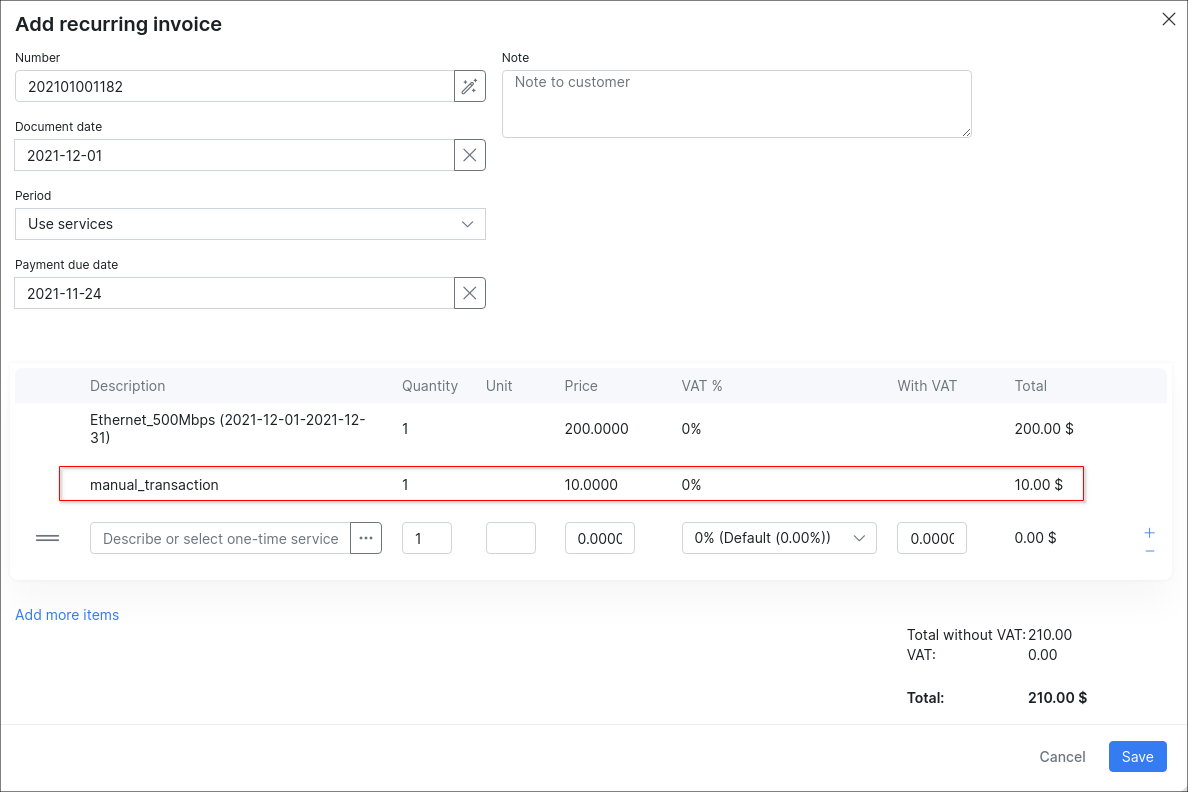 Add recurring invoice
Number
202101001182
Document date
2021-12-01
Period
Use services
Payment due date
2021-11-24
Note
Note to customer
Description Quantity Unit Price VAT % With VAT Total
Ethernet_500Mbps (2021-12-01-2021-12-
31) 1 200.0000 0% 200.00 $
manual_transaction 1 10.0000 0% 10.00 $
Describe or select one-time service ... 1 0.000 0% (Default (0.00%)) 0.000 0.00 $
Add more items
Total without VAT: 210.00
VAT: 0.00
Total: 210.00 $
Cancel Save